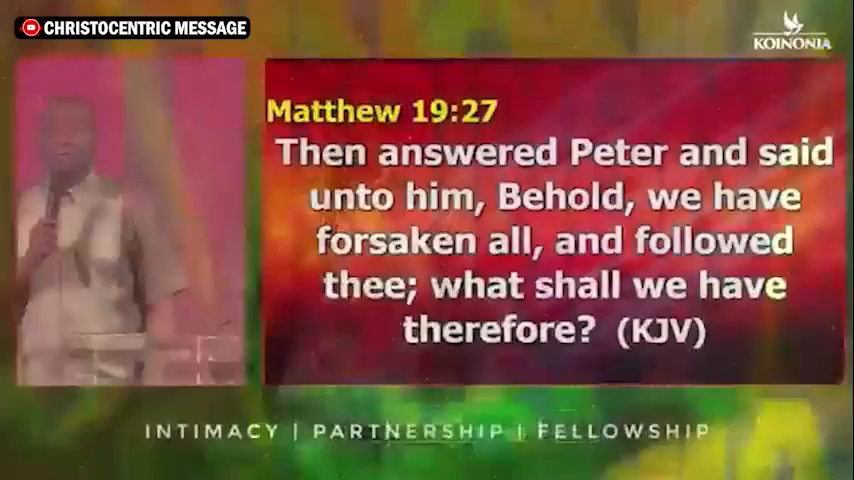 CHRISTOCENTRIC MESSAGE
KOINONIA
Matthew 19:27
Then answered Peter and said
unto him, Behold, we have
forsaken all, and followed
thee; what shall we have
therefore? (KJV)
INTIMACY | PARTNERSHIP | FELLOWSHIP